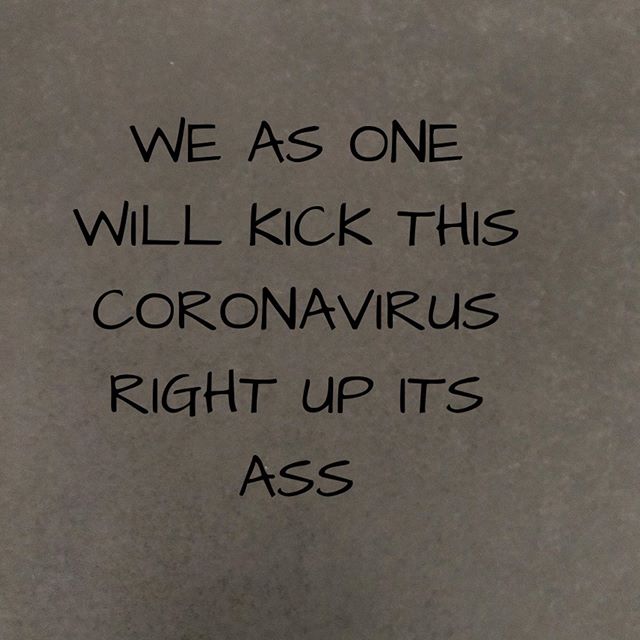 WE AS ONE
WILL KICK THIS
CORONAVIRUS
RIGHT UP ITS
ASS